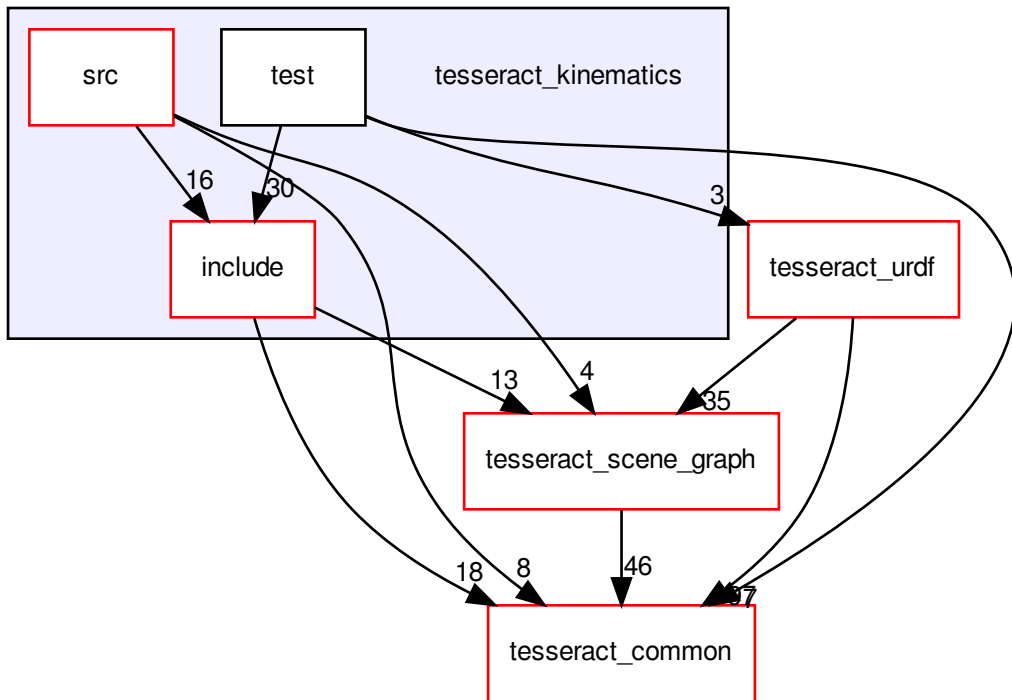 src
test
tesseract_kinematics
16
30
3
include
tesseract_urdf
13
4
35
tesseract_scene_graph
18
8
46
tesseract_common